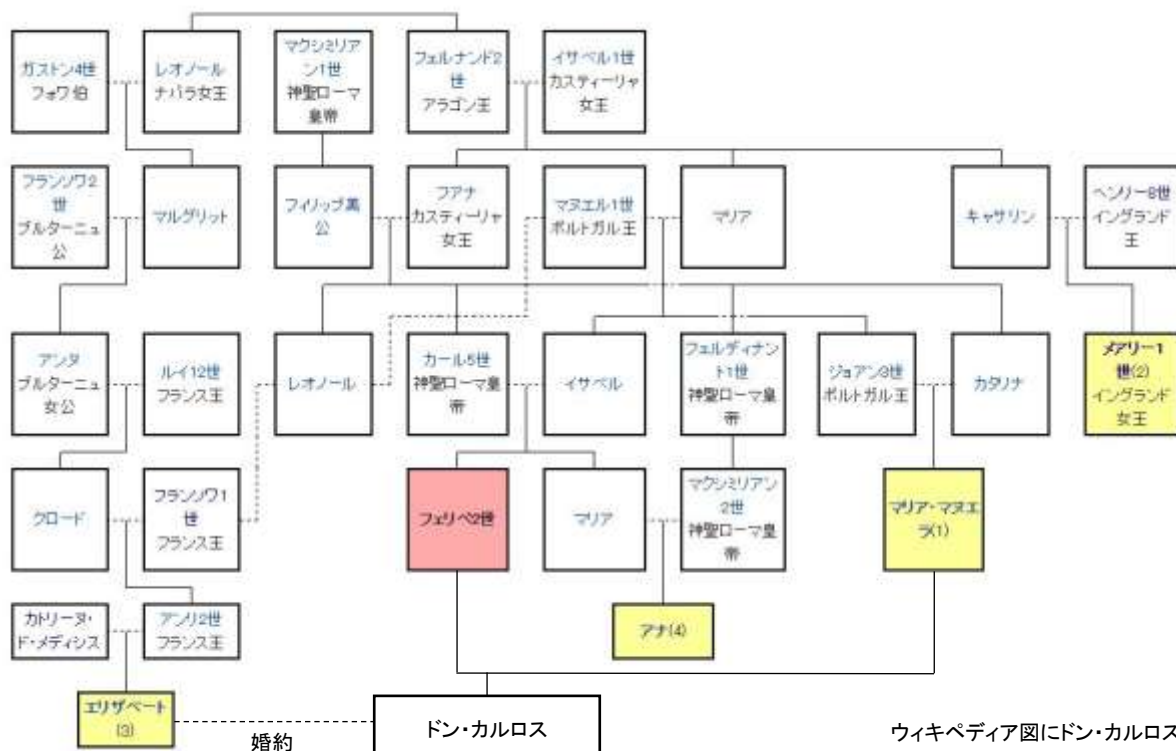 ガストン4世
フォワ伯
レオノール
ナバラ女王
マクシミリア
ン1世
神聖ローマ
皇帝
フェルナンド2
世
アラゴン王
イサベル1世
カスティーリャ
女王
フランソワ2
世
ブルターニュ
公
マルグリット
フィリップ美
公
フアナ
カスティーリャ
女王
マヌエル1世
ポルトガル王
マリア
キャサリン
ヘンリー8世
イングランド
王
アンヌ
ブルターニュ
女公
ルイ12世
フランス王
レオノール
カール5世
神聖ローマ皇
帝
イサベル
フェルディナン
ト1世
神聖ローマ皇
帝
ジョアン3世
ポルトガル王
カタリナ
メアリー1
世(2)
イングランド
女王
クロード
フランソワ1
世
フランス王
フェリペ2世
マリア
マクシミリアン
2世
神聖ローマ皇
帝
マリア・マヌエ
ラ(1)
カトリーヌ・
ド・メディシス
アンリ2世
フランス王
アナ(4)
エリザベート
(3)
婚約
ドン・カルロス
ウィキペディア図にドン・カルロス